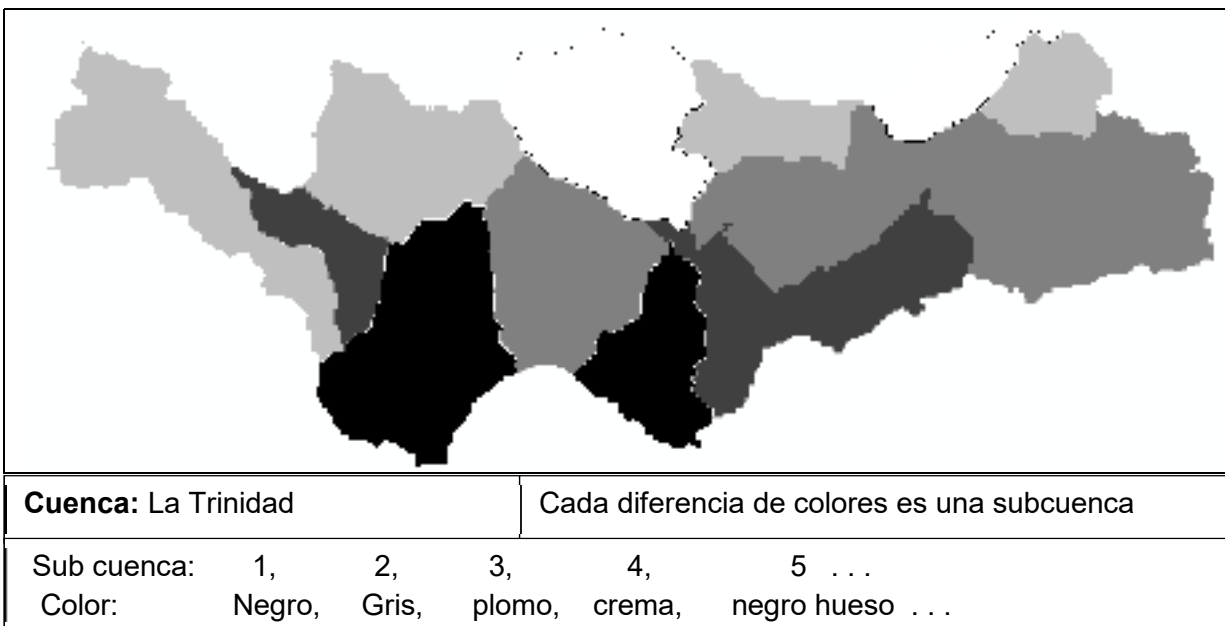 Cuenca: La Trinidad
Cada diferencia de colores es una subcuenca
Sub cuenca: 1, 2, 3, 4, 5 . . .
Color: Negro, Gris, plomo, crema, negro hueso . . .